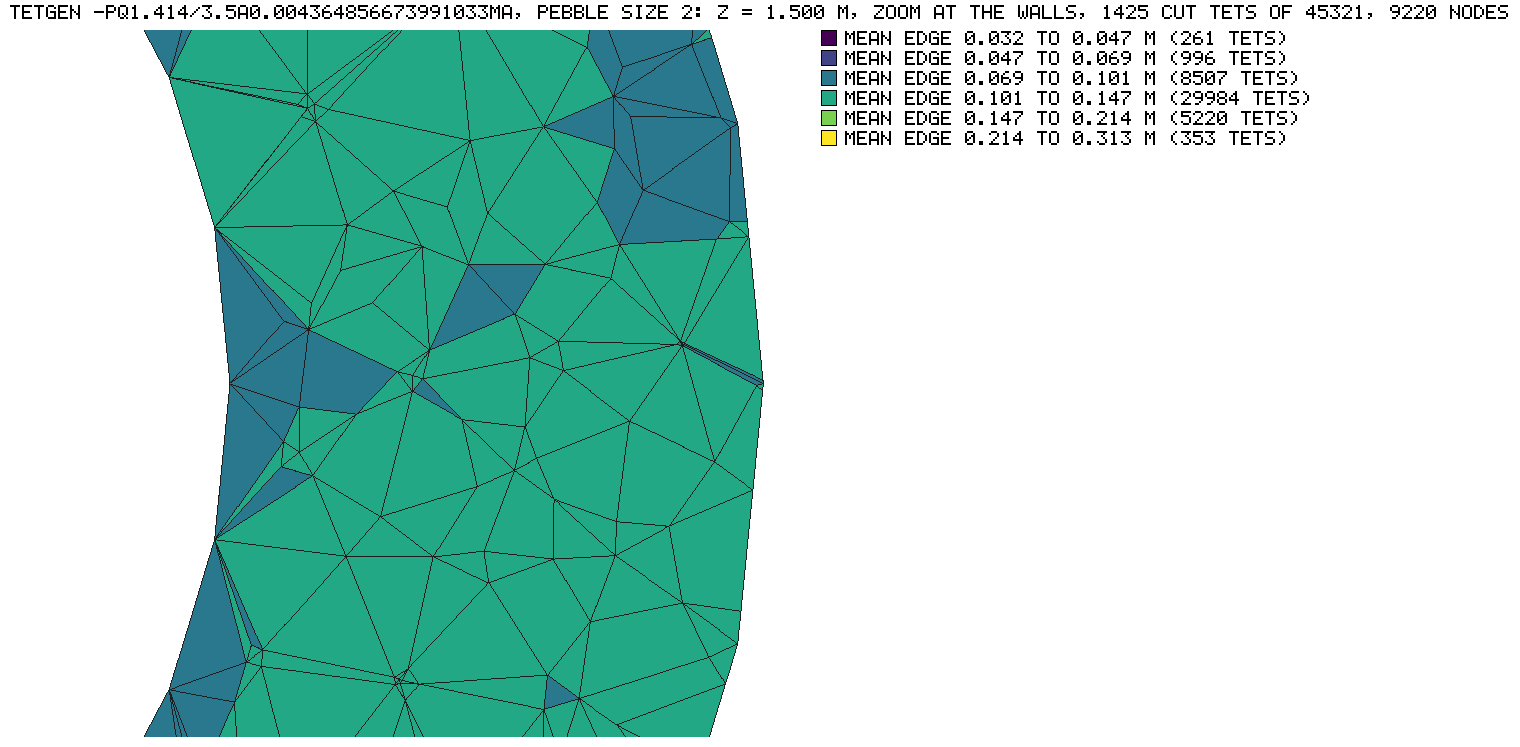 TETGEN -PQ1.414/3.5A0.0043648566673991033MA, PEBBLE SIZE 2: Z = 1.500 M, ZOOM AT THE WALLS, 1425 CUT TETS OF 45321, 9220 NODES
MEAN EDGE 0.032 TO 0.047 M (261 TETS)
MEAN EDGE 0.047 TO 0.069 M (996 TETS)
MEAN EDGE 0.069 TO 0.101 M (8507 TETS)
MEAN EDGE 0.101 TO 0.147 M (29984 TETS)
MEAN EDGE 0.147 TO 0.214 M (5220 TETS)
MEAN EDGE 0.214 TO 0.313 M (353 TETS)